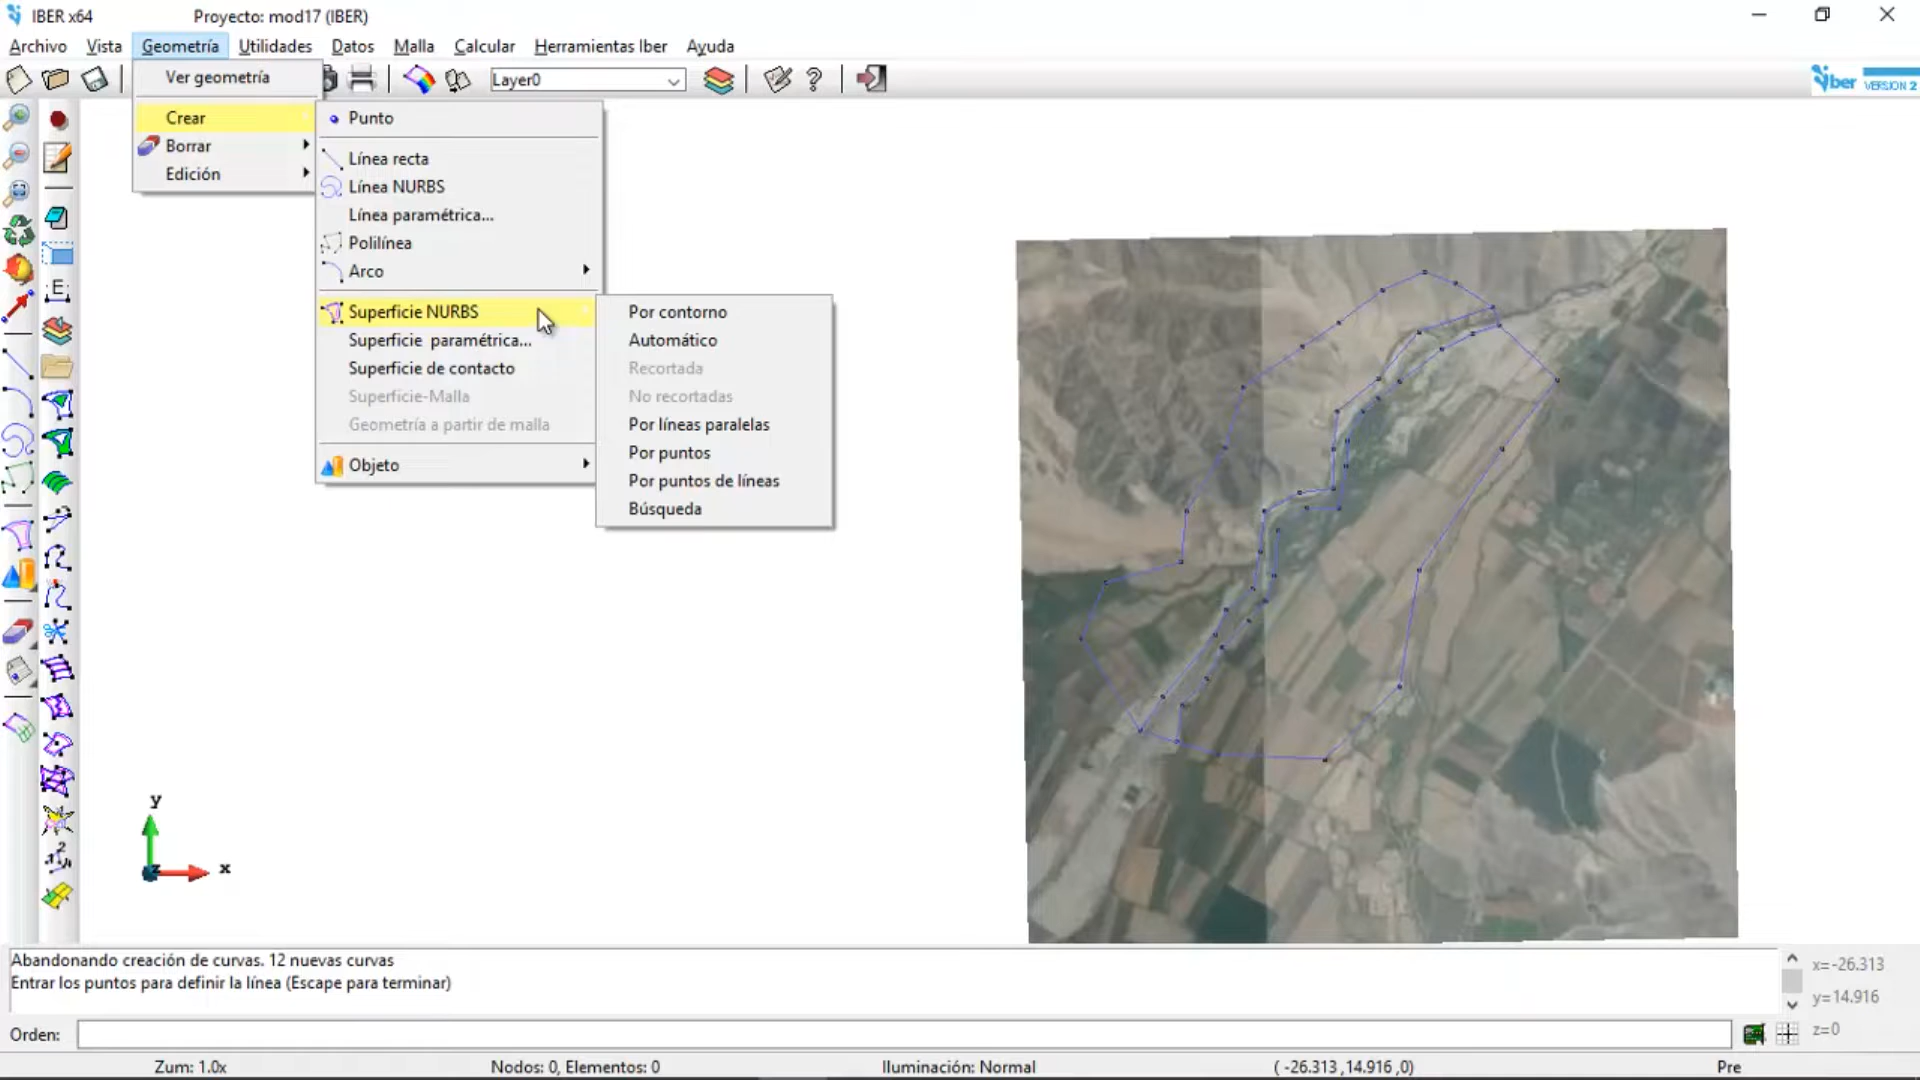 IBER x64 Proyecto: mod17 (IBER)
Archivo Vista Geometría Utilidades Datos Malla Calcular Herramientas Iber Ayuda
Ver geometría
Layer0
Iber VERSION 2
Crear
Borrar
Edición
Punto
Línea recta
Línea NURBS
Línea paramétrica...
Polilínea
Arco
Superficie NURBS
Superficie paramétrica...
Superficie de contacto
Superficie-Malla
Geometría a partir de malla
Objeto
Por contorno
Automático
Recortada
No recortadas
Por líneas paralelas
Por puntos
Por puntos de líneas
Búsqueda
y
z
x
Abandonando creación de curvas. 12 nuevas curvas
Entrar los puntos para definir la línea (Escape para terminar)
x=-26.313
y=14.916
z=0
Orden:
Zum: 1.0x Nodos: 0, Elementos: 0 Iluminación: Normal ( -26.313 ,14.916 ,0) Pre